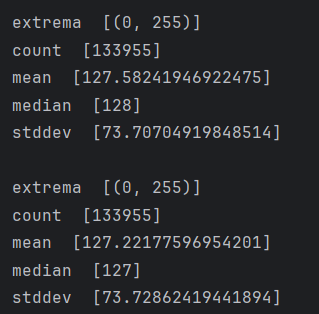 extrema  [(0, 255)]
count  [133955]
mean  [127.58241946922475]
median  [128]
stddev  [73.70704919848514]
extrema  [(0, 255)]
count  [133955]
mean  [127.22177596954201]
median  [127]
stddev  [73.72862419441894]